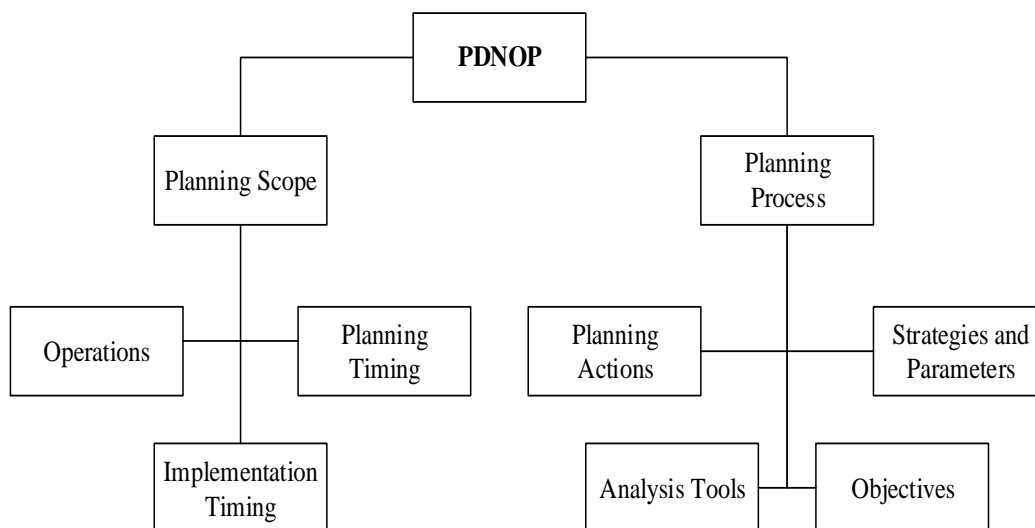 PDNOP
Planning Scope
Planning
Process
Operations
Planning
Timing
Planning
Actions
Strategies and
Parameters
Implementation
Timing
Analysis Tools
Objectives